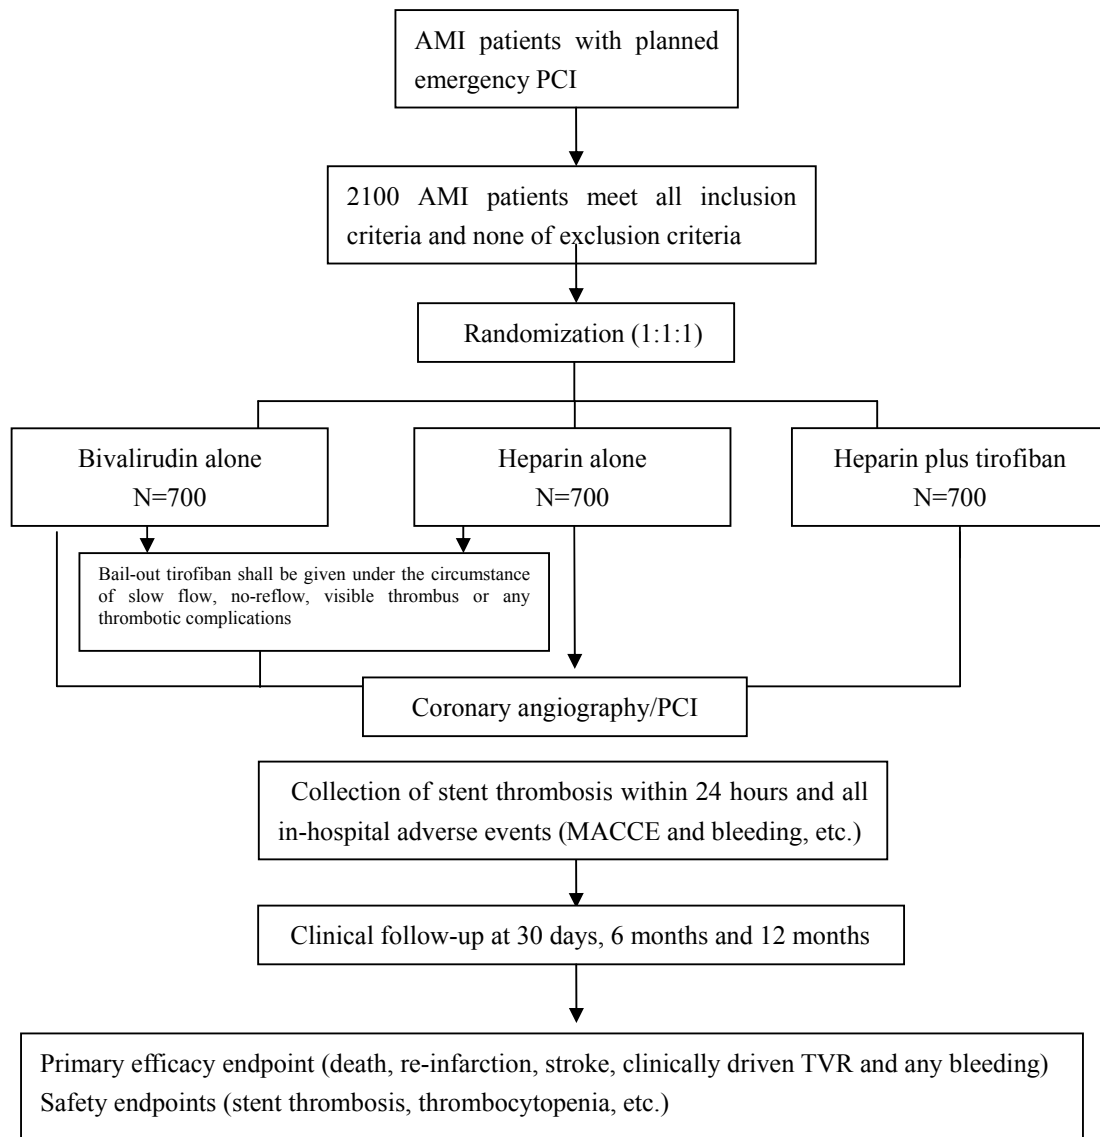 AMI patients with planned
emergency PCI
2100 AMI patients meet all inclusion
criteria and none of exclusion criteria
Randomization (1:1:1)
Bivalirudin alone
N=700
Heparin alone
N=700
Heparin plus tirofiban
N=700
Bail-out tirofiban shall be given under the circumstance
of slow flow, no-reflow, visible thrombus or any
thrombotic complications
Coronary angiography/PCI
Collection of stent thrombosis within 24 hours and all
in-hospital adverse events (MACCE and bleeding, etc.)
Clinical follow-up at 30 days, 6 months and 12 months
Primary efficacy endpoint (death, re-infarction, stroke, clinically driven TVR and any bleeding)
Safety endpoints (stent thrombosis, thrombocytopenia, etc.)